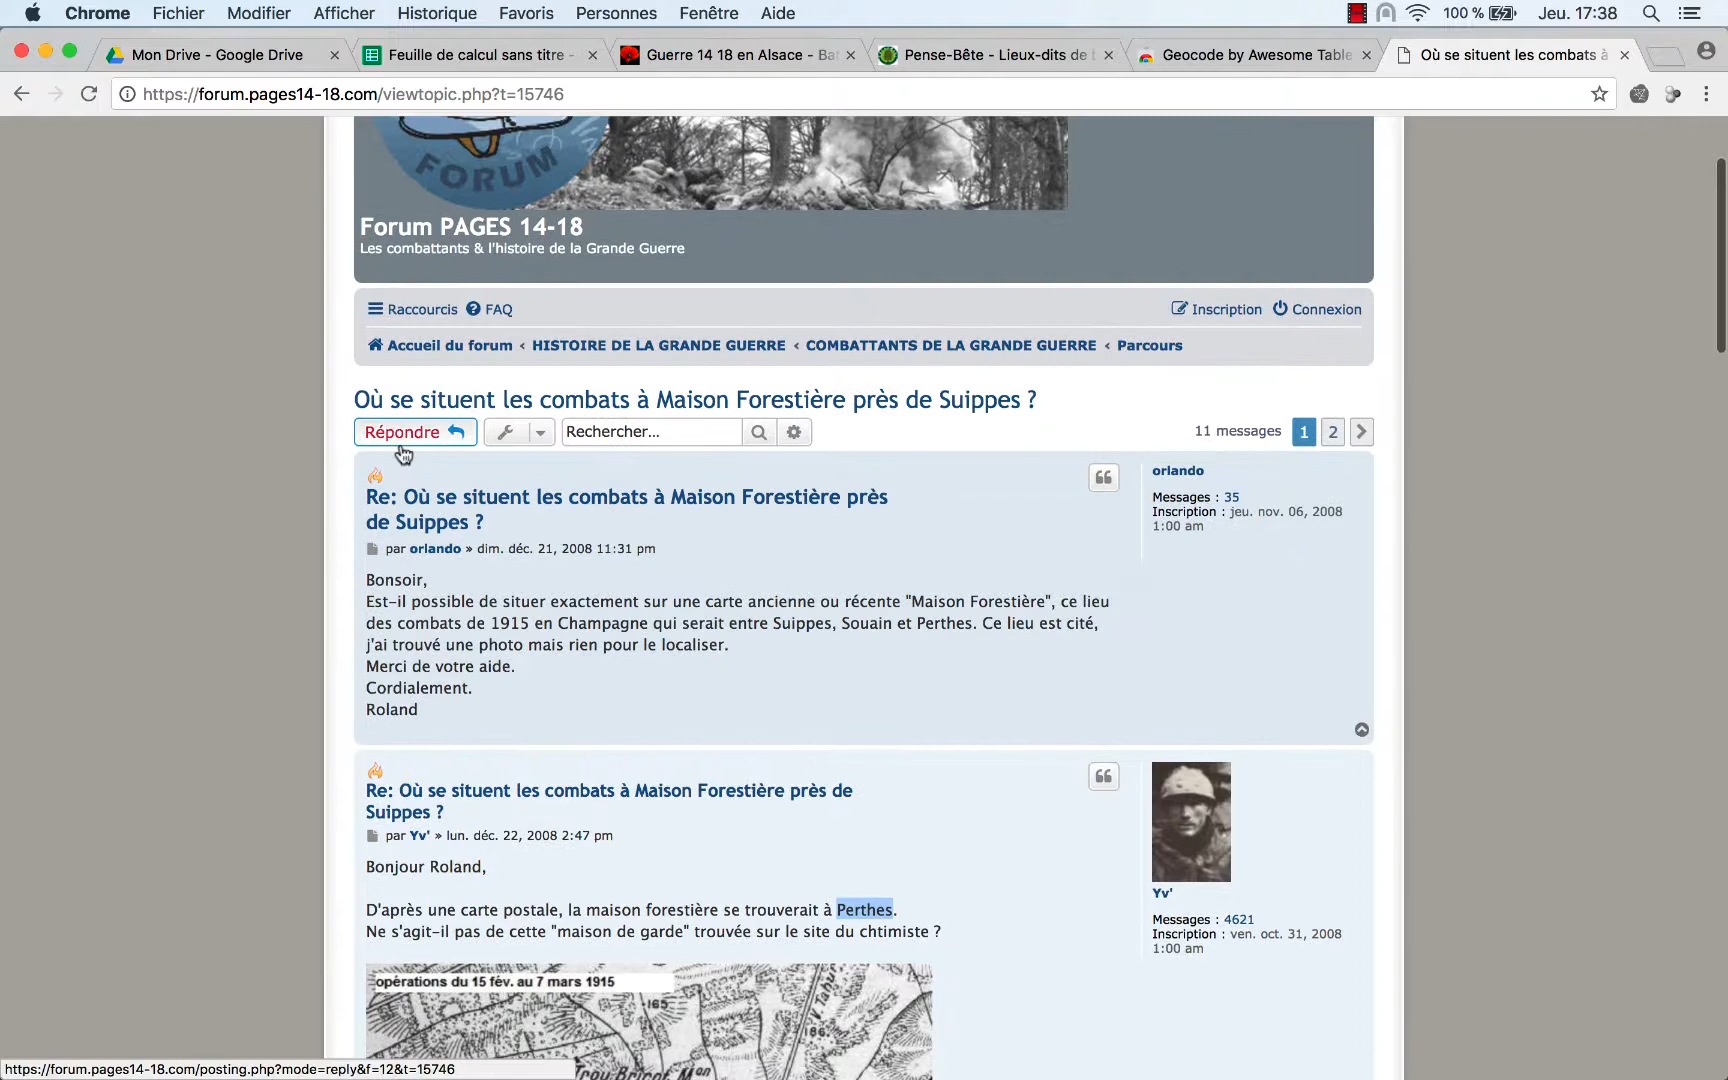 Chrome Fichier Modifier Afficher Historique Favoris Personnes Fenêtre Aide 100 % Jeu. 17:38
Mon Drive - Google Drive × Feuille de calcul sans titre - × Guerre 14 18 en Alsace - Bat × Pense-Bête - Lieux-dits de b × Geocode by Awesome Table × Où se situent les combats à ×
https://forum.pages14-18.com/viewtopic.php?t=15746
FORUM
Forum PAGES 14-18
Les combattants & l'histoire de la Grande Guerre
Raccourcis FAQ Inscription Connexion
Accueil du forum ‹ HISTOIRE DE LA GRANDE GUERRE ‹ COMBATTANTS DE LA GRANDE GUERRE ‹ Parcours
Où se situent les combats à Maison Forestière près de Suippes ?
Répondre Rechercher... 11 messages 1 2
Re: Où se situent les combats à Maison Forestière près
de Suippes ?
par orlando » dim. déc. 21, 2008 11:31 pm
orlando
Messages : 35
Inscription : jeu. nov. 06, 2008
1:00 am
Bonsoir,
Est-il possible de situer exactement sur une carte ancienne ou récente "Maison Forestière", ce lieu
des combats de 1915 en Champagne qui serait entre Suippes, Souain et Perthes. Ce lieu est cité,
j'ai trouvé une photo mais rien pour le localiser.
Merci de votre aide.
Cordialement.
Roland
Re: Où se situent les combats à Maison Forestière près de
Suippes ?
par Yv' » lun. déc. 22, 2008 2:47 pm
Yv'
Messages : 4621
Inscription : ven. oct. 31, 2008
1:00 am
Bonjour Roland,
D'après une carte postale, la maison forestière se trouverait à Perthes.
Ne s'agit-il pas de cette "maison de garde" trouvée sur le site du chtimiste ?
opérations du 15 fév. au 7 mars 1915
165
186
V. Tahu
Trou Bricot Mon
https://forum.pages14-18.com/posting.php?mode=reply&f=12&t=15746